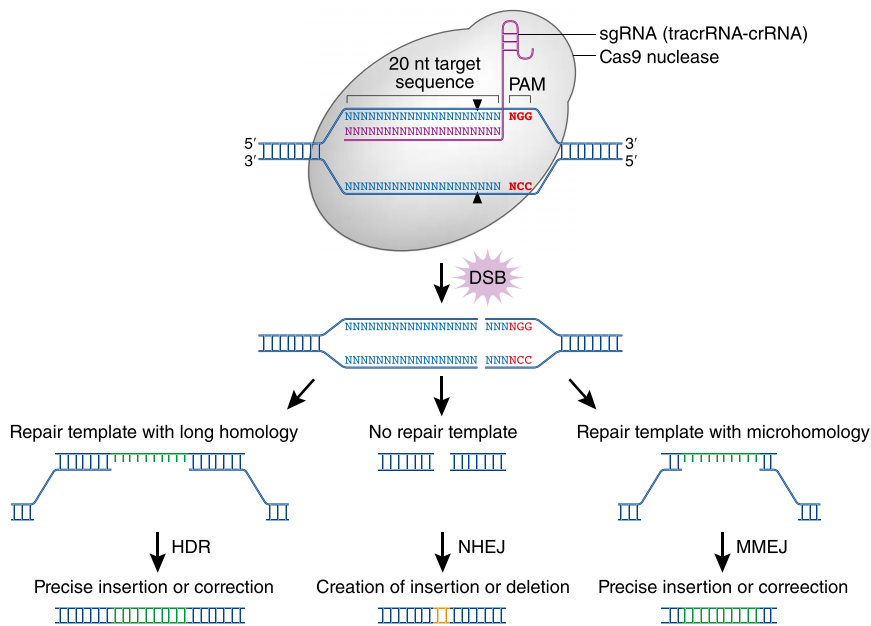 sgRNA (tracrRNA-crRNA)
Cas9 nuclease
20 nt target
sequence
PAM
NNNNNNNNNNNNNNNNNNNN NGG
NNNNNNNNNNNNNNNNNNNN
5′ 3′
3′ 5′
NNNNNNNNNNNNNNNNNNNN NCC
DSB
NNNNNNNNNNNNNNNNN NNNNGG
NNNNNNNNNNNNNNNNN NNNNCC
Repair template with long homology
No repair template
Repair template with microhomology
HDR
NHEJ
MMEJ
Precise insertion or correction
Creation of insertion or deletion
Precise insertion or correection